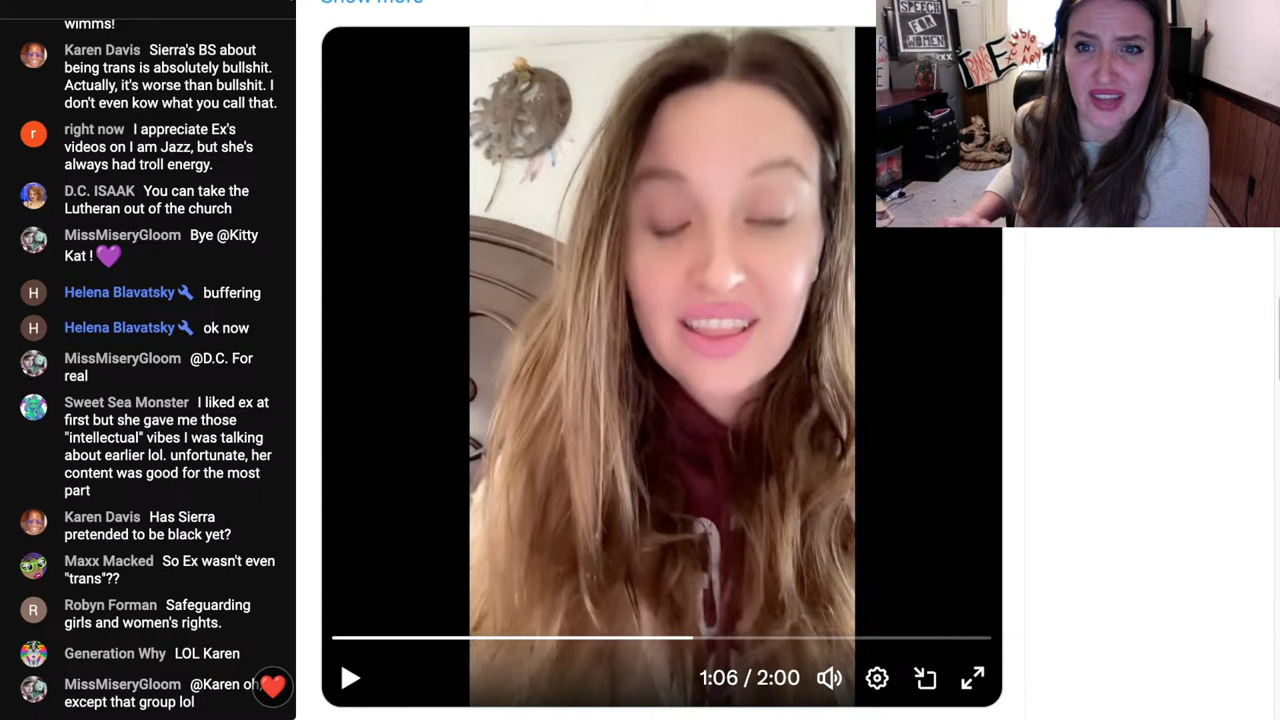 wimms!
Karen Davis Sierra's BS about
being trans is absolutely bullshit.
Actually, it's worse than bullshit. I
don't even kow what you call that.
right now I appreciate Ex's
videos on I am Jazz, but she's
always had troll energy.
D.C. ISAAK You can take the
Lutheran out of the church
MissMiseryGloom Bye @Kitty
Kat ! 💜
H Helena Blavatsky buffering
H Helena Blavatsky ok now
MissMiseryGloom @D.C. For
real
Sweet Sea Monster I liked ex at
first but she gave me those
"intellectual" vibes I was talking
about earlier lol. unfortunate, her
content was good for the most
part
Karen Davis Has Sierra
pretended to be black yet?
Maxx Macked So Ex wasn't even
"trans"??
R Robyn Forman Safeguarding
girls and women's rights.
Generation Why LOL Karen
MissMiseryGloom @Karen oh,
except that group lol
Show more
1:06 / 2:00
SPEECH
FOR
WOMEN